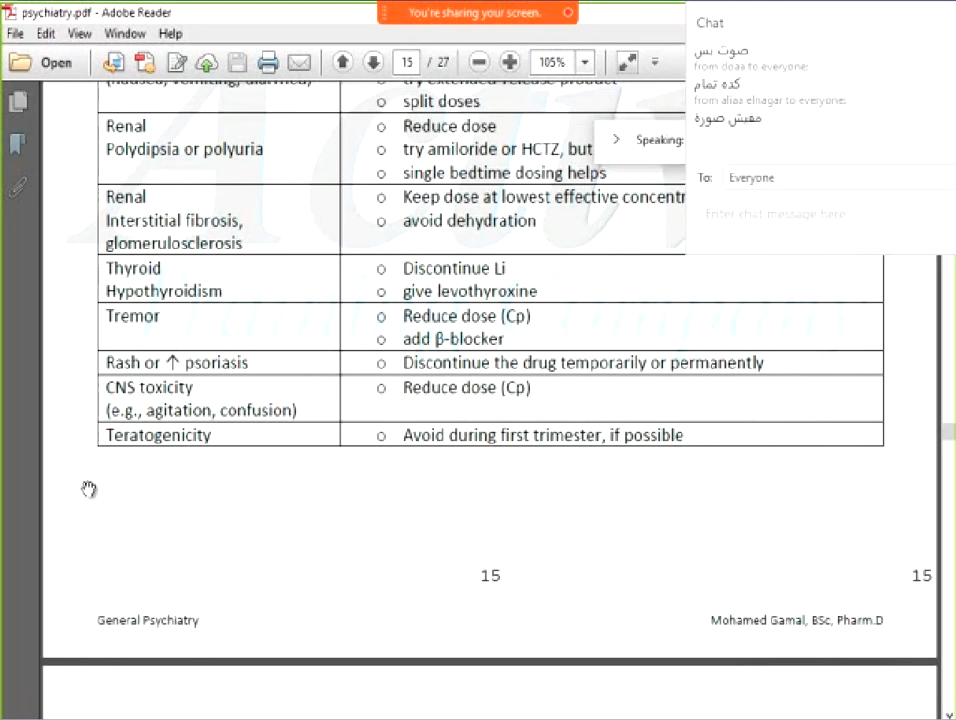 psychiatry.pdf - Adobe Reader
You're sharing your screen.
File Edit View Window Help
Open
15 / 27
105%
split doses
Renal
Polydipsia or polyuria
Reduce dose
try amiloride or HCTZ, but
single bedtime dosing helps
Renal
Interstitial fibrosis,
glomerulosclerosis
Keep dose at lowest effective concentr
avoid dehydration
Thyroid
Hypothyroidism
Discontinue Li
give levothyroxine
Tremor
Reduce dose (Cp)
add β-blocker
Rash or ↑ psoriasis
Discontinue the drug temporarily or permanently
CNS toxicity
(e.g., agitation, confusion)
Reduce dose (Cp)
Teratogenicity
Avoid during first trimester, if possible
15
15
General Psychiatry
Mohamed Gamal, BSc, Pharm.D
Speaking:
Chat
صوت بس
from doaa to everyone:
كده تمام
from aliaa elnagar to everyone:
مفيش صورة
To: Everyone
Enter chat message here